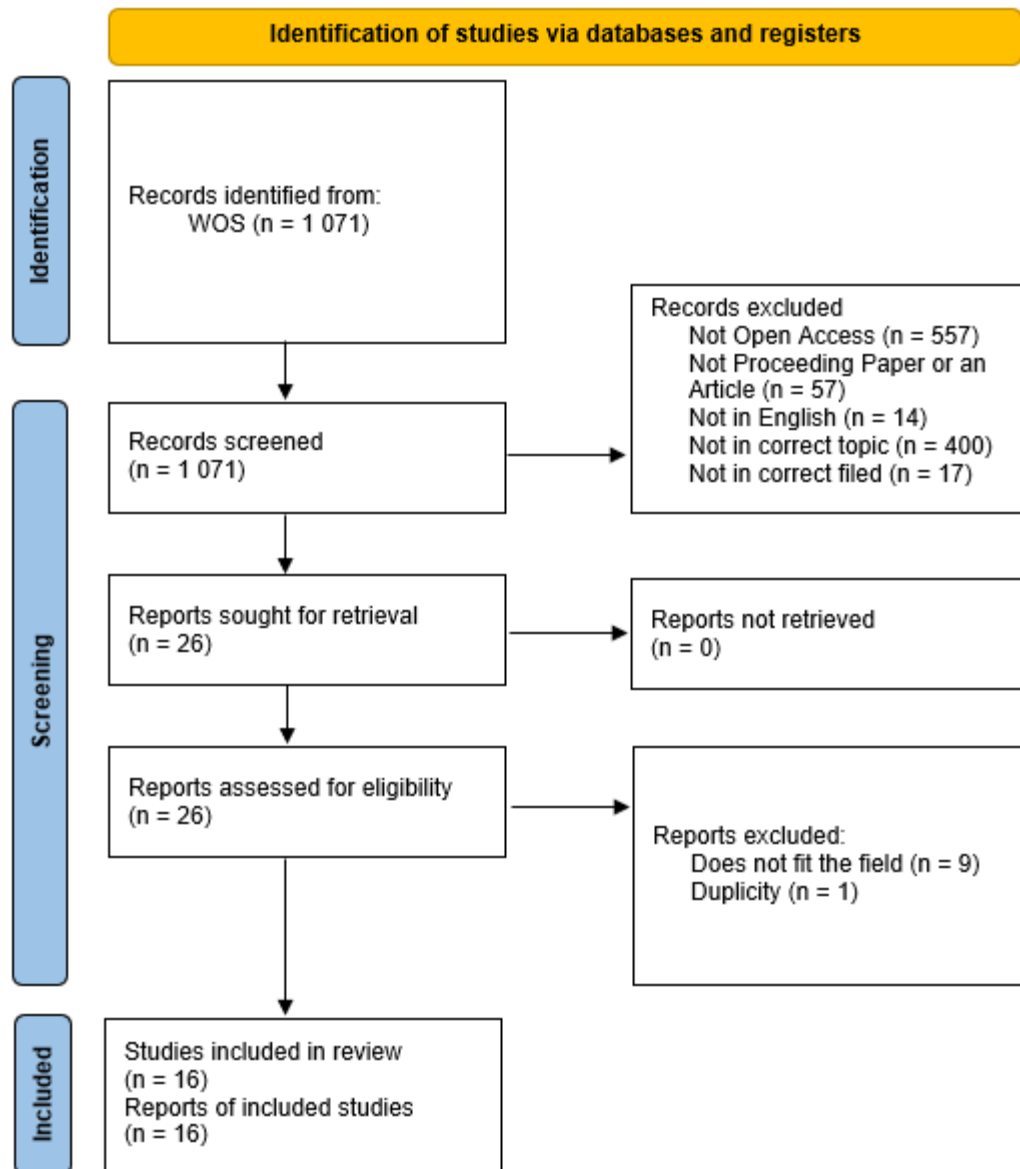 Identification of studies via databases and registers
Identification
Records identified from:
WOS (n = 1 071)
Records excluded
Not Open Access (n = 557)
Not Proceeding Paper or an
Article (n = 57)
Not in English (n = 14)
Not in correct topic (n = 400)
Not in correct filed (n = 17)
Screening
Records screened
(n = 1 071)
Reports sought for retrieval
(n = 26)
Reports not retrieved
(n = 0)
Reports assessed for eligibility
(n = 26)
Reports excluded:
Does not fit the field (n = 9)
Duplicity (n = 1)
Included
Studies included in review
(n = 16)
Reports of included studies
(n = 16)